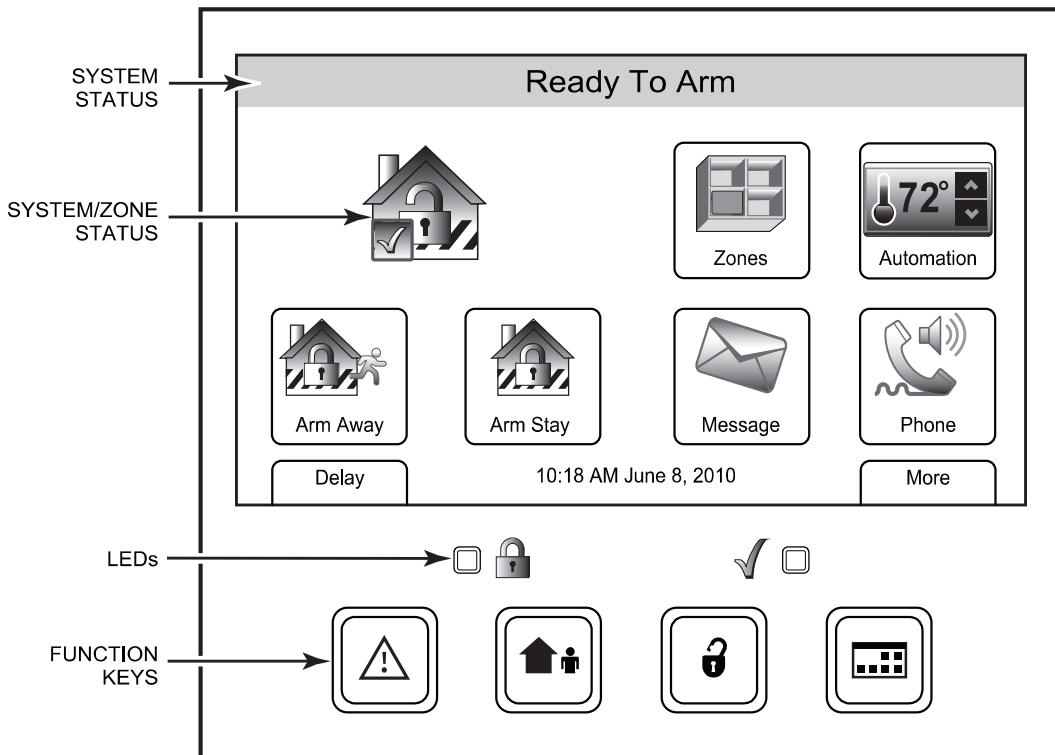 SYSTEM
STATUS
Ready To Arm
SYSTEM/ZONE
STATUS
72°
Zones
Automation
Arm Away
Arm Stay
Message
Phone
Delay
10:18 AM June 8, 2010
More
LEDs
FUNCTION
KEYS